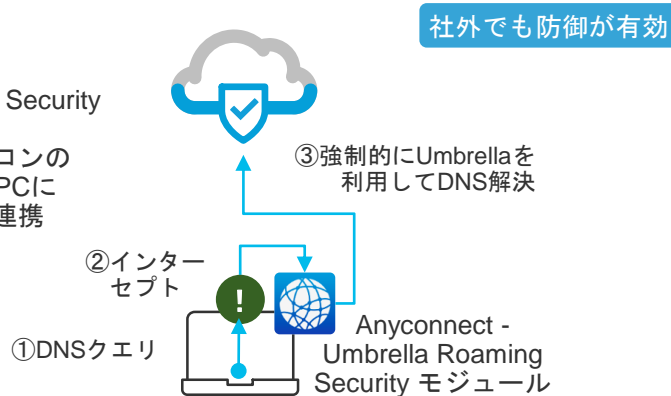 社外でも防御が有効
Security
コンの
PCに
連携
③強制的にUmbrellaを
利用してDNS解決
②インター
セプト
!
①DNSクエリ
Anyconnect -
Umbrella Roaming
Security モジュール